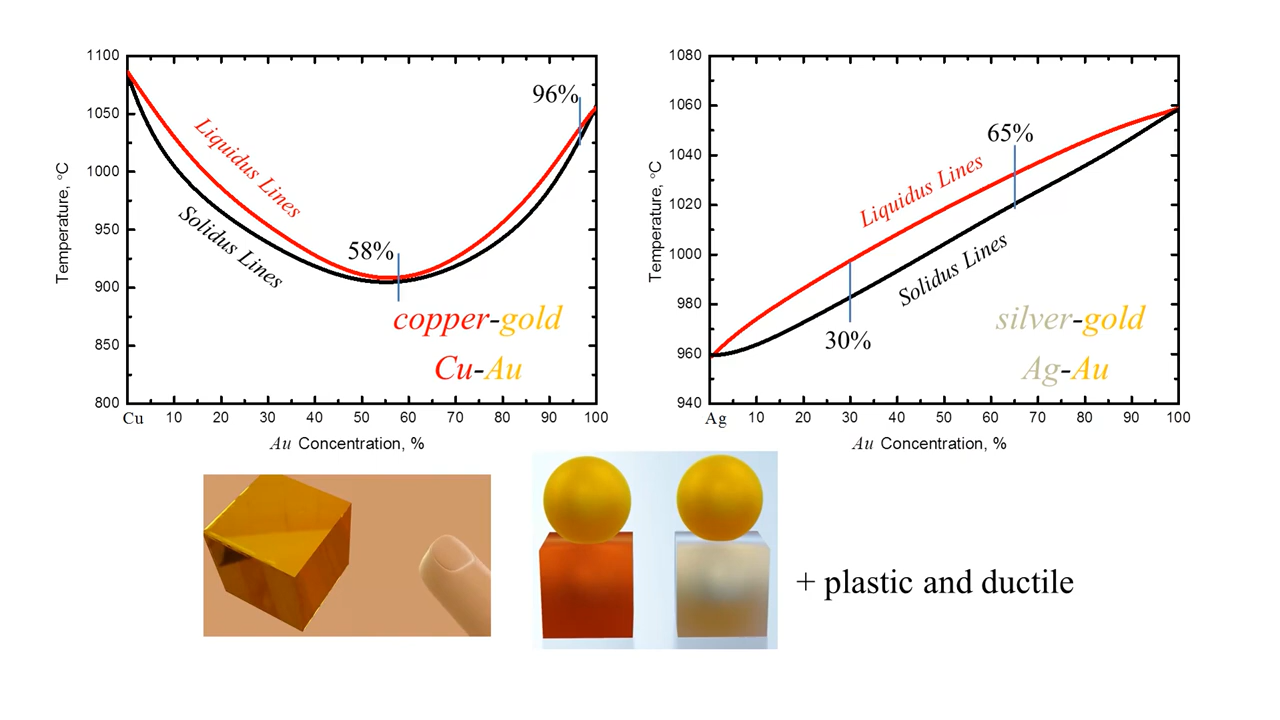 1100
1050
1000
950
900
850
800
Temperature, °C
96%
58%
Liquidus Lines
Solidus Lines
copper-gold
Cu-Au
Cu 10 20 30 40 50 60 70 80 90 100
Au Concentration, %
1080
1060
1040
1020
1000
980
960
940
Temperature, °C
65%
30%
Liquidus Lines
Solidus Lines
silver-gold
Ag-Au
Ag 10 20 30 40 50 60 70 80 90 100
Au Concentration, %
+ plastic and ductile